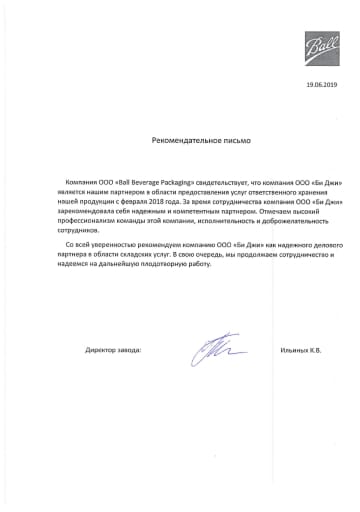 Ball
19.06.2019
Рекомендательное письмо
Компания ООО «Ball Beverage Packaging» свидетельствует, что компания ООО «Би Джи»
является нашим партнером в области предоставления услуг ответственного хранения
нашей продукции с февраля 2018 года. За время сотрудничества компания ООО «Би Джи»
зарекомендовала себя надежным и компетентным партнером. Отмечаем высокий
профессионализм команды этой компании, исполнительность и доброжелательность
сотрудников.
Со всей уверенностью рекомендуем компанию ООО «Би Джи» как надежного делового
партнера в области складских услуг. В свою очередь, мы продолжаем сотрудничество и
надеемся на дальнейшую плодотворную работу.
Директор завода: Ильиных К.В.